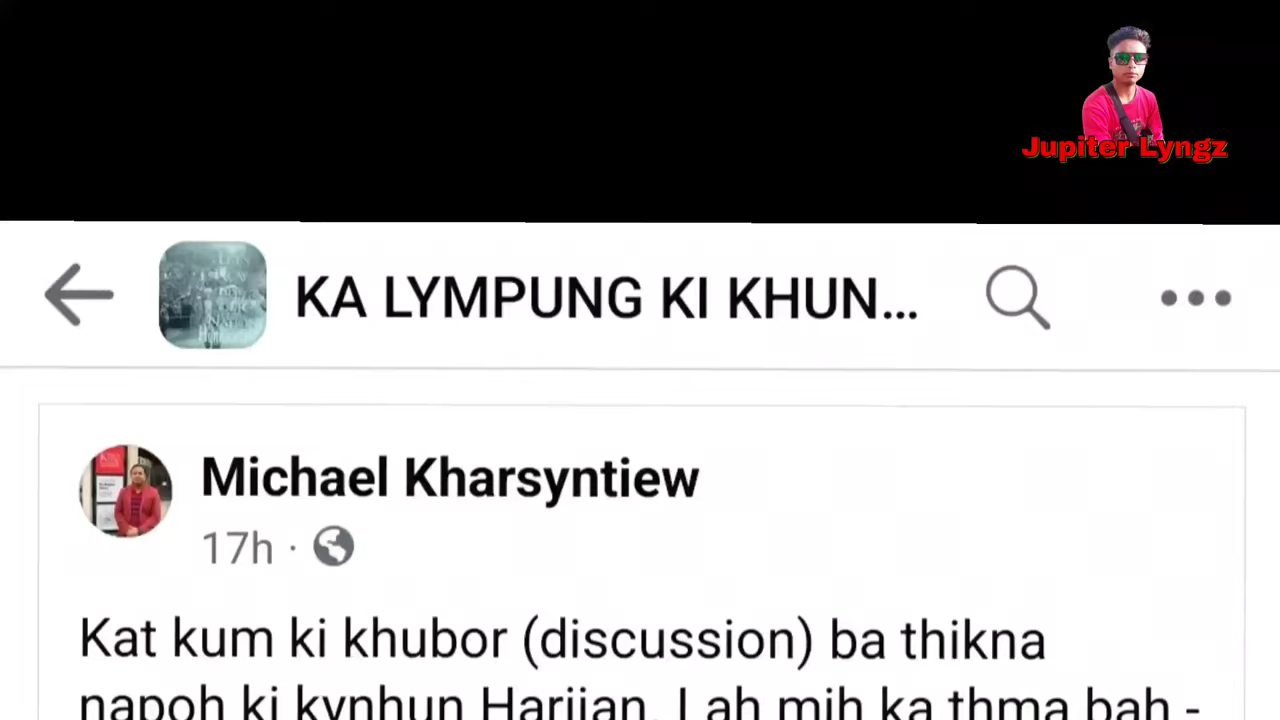 Jupiter Lyngz
KA LYMPUNG KI KHUN...
Michael Kharsyntiew
17h ·
Kat kum ki khubor (discussion) ba thikna
napoh ki kynhun Harijan. Lah mih ka thma bah -